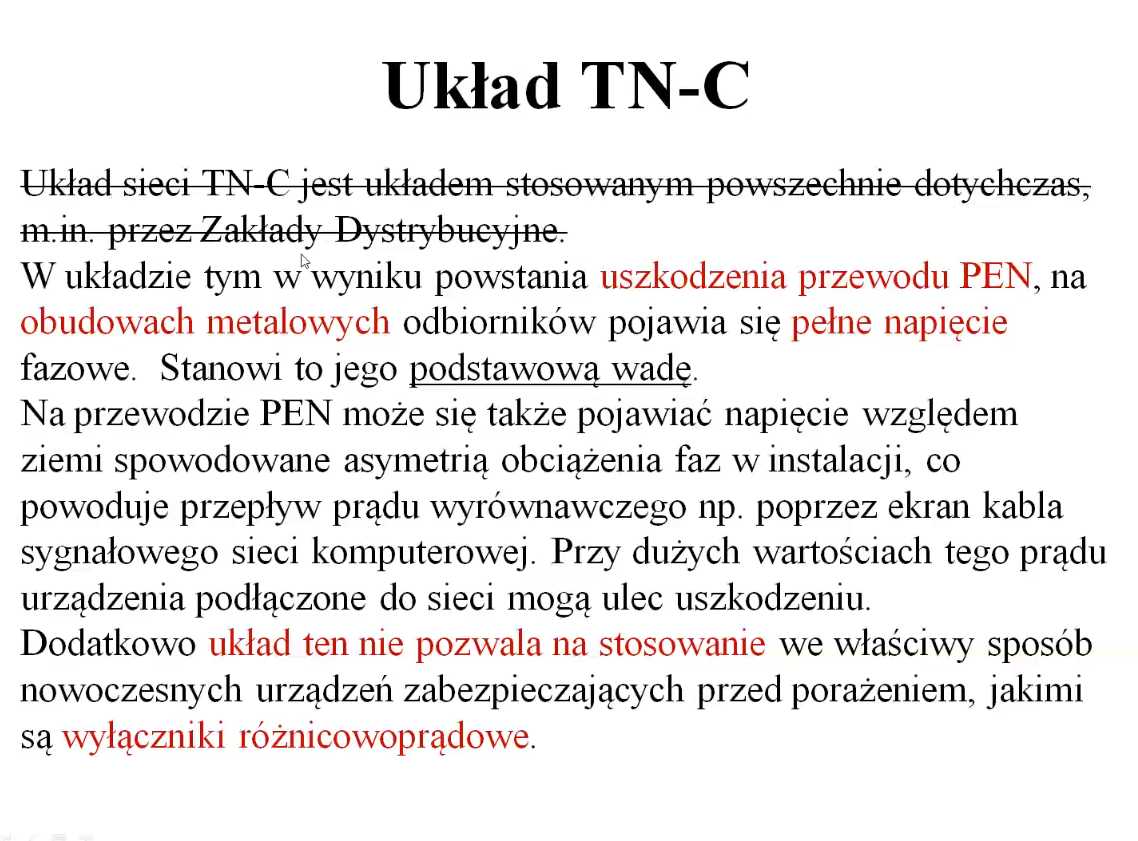 Układ TN-C
Układ sieci TN-C jest układem stosowanym powszechnie dotychczas,
m.in. przez Zakłady Dystrybucyjne.
W układzie tym w wyniku powstania uszkodzenia przewodu PEN, na
obudowach metalowych odbiorników pojawia się pełne napięcie
fazowe. Stanowi to jego podstawową wadę.
Na przewodzie PEN może się także pojawiać napięcie względem
ziemi spowodowane asymetrią obciążenia faz w instalacji, co
powoduje przepływ prądu wyrównawczego np. poprzez ekran kabla
sygnałowego sieci komputerowej. Przy dużych wartościach tego prądu
urządzenia podłączone do sieci mogą ulec uszkodzeniu.
Dodatkowo układ ten nie pozwala na stosowanie we właściwy sposób
nowoczesnych urządzeń zabezpieczających przed porażeniem, jakimi
są wyłączniki różnicowoprądowe.